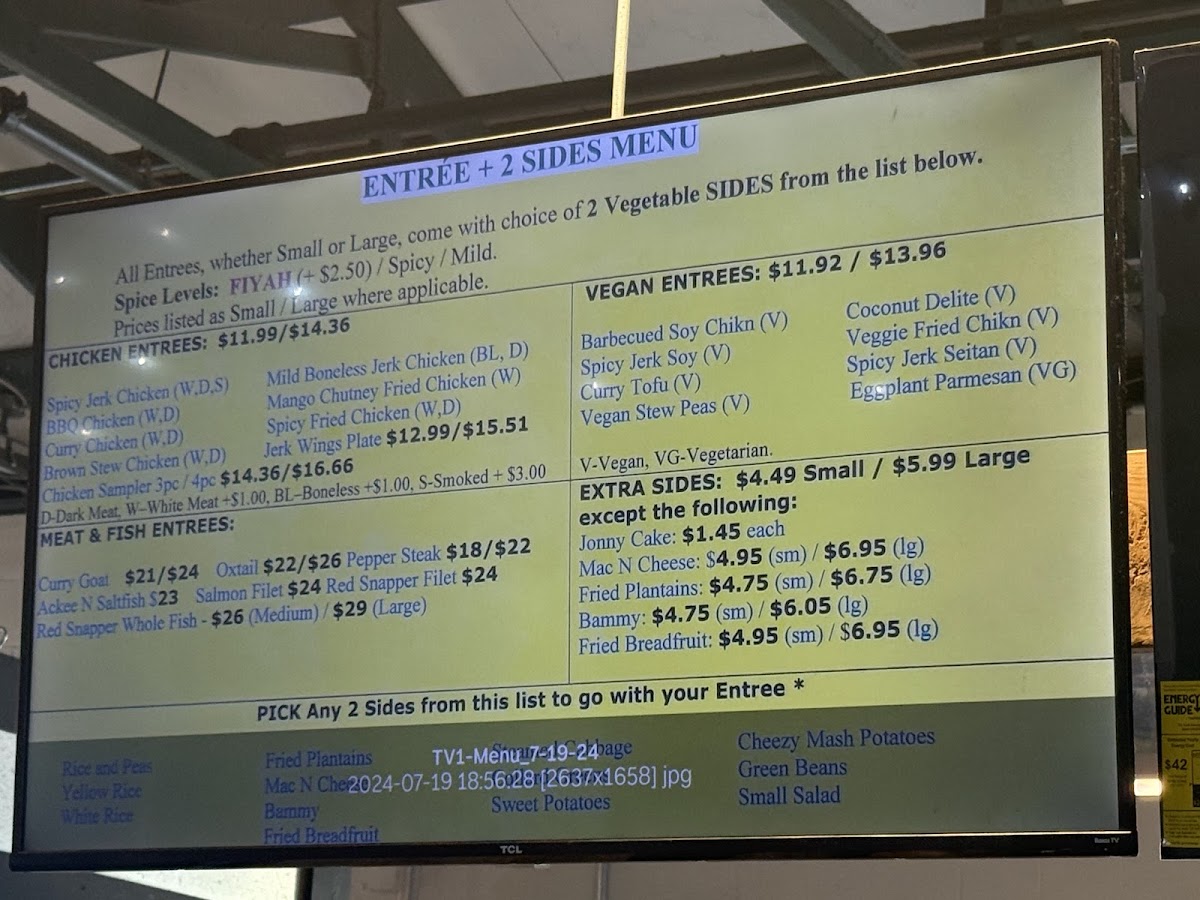 ENTRÉE + 2 SIDES MENU
All Entrees, whether Small or Large, come with choice of 2 Vegetable SIDES from the list below.
Spice Levels: FIYAH (+ $2.50) / Spicy / Mild.
Prices listed as Small / Large where applicable.
CHICKEN ENTREES: $11.99/$14.36
Spicy Jerk Chicken (W,D,S)
BBQ Chicken (W,D)
Curry Chicken (W,D)
Brown Stew Chicken (W,D)
Mild Boneless Jerk Chicken (BL, D)
Mango Chutney Fried Chicken (W)
Spicy Fried Chicken (W,D)
Jerk Wings Plate $12.99/$15.51
Chicken Sampler 3pc / 4pc $14.36/$16.66
D-Dark Meat, W–White Meat +$1.00, BL–Boneless +$1.00, S-Smoked + $3.00
MEAT & FISH ENTREES:
Curry Goat $21/$24 Oxtail $22/$26 Pepper Steak $18/$22
Ackee N Saltfish $23 Salmon Filet $24 Red Snapper Filet $24
Red Snapper Whole Fish - $26 (Medium) / $29 (Large)
VEGAN ENTREES: $11.92 / $13.96
Barbecued Soy Chikn (V)
Spicy Jerk Soy (V)
Curry Tofu (V)
Vegan Stew Peas (V)
Coconut Delite (V)
Veggie Fried Chikn (V)
Spicy Jerk Seitan (V)
Eggplant Parmesan (VG)
V-Vegan, VG-Vegetarian.
EXTRA SIDES: $4.49 Small / $5.99 Large
except the following:
Jonny Cake: $1.45 each
Mac N Cheese: $4.95 (sm) / $6.95 (lg)
Fried Plantains: $4.75 (sm) / $6.75 (lg)
Bammy: $4.75 (sm) / $6.05 (lg)
Fried Breadfruit: $4.95 (sm) / $6.95 (lg)
PICK Any 2 Sides from this list to go with your Entree *
Rice and Peas
Yellow Rice
White Rice
Fried Plantains
Mac N Cheese
Bammy
Fried Breadfruit
Steamed Cabbage
Sweet Potatoes
Cheezy Mash Potatoes
Green Beans
Small Salad
TV1-Menu_7-19-24
2024-07-19 18:56:28 [2637x1658] jpg
TCL
Roku TV
ENERGY
GUIDE
$42